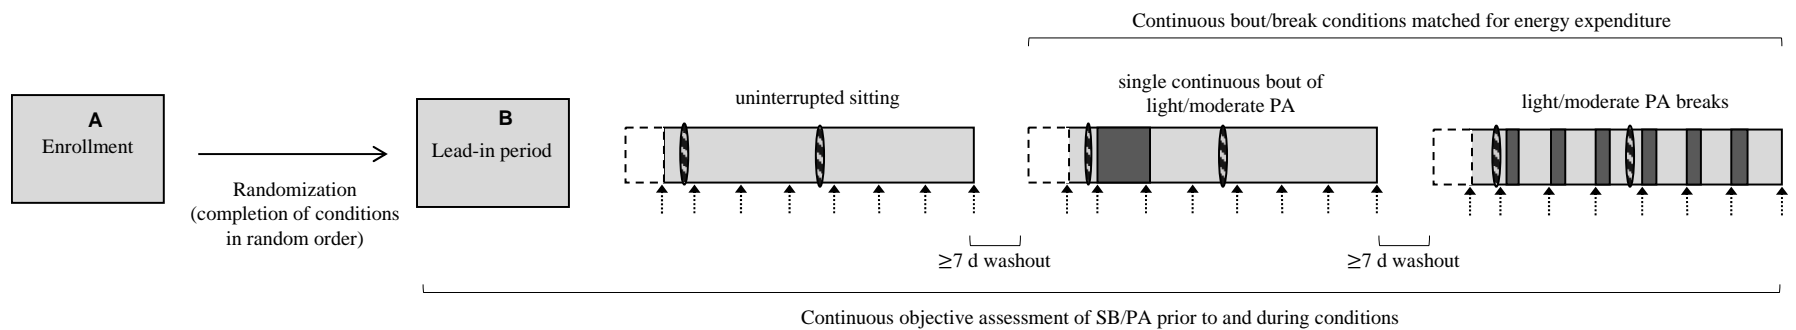 Continuous bout/break conditions matched for energy expenditure
A
Enrollment
Randomization
(completion of conditions
in random order)
B
Lead-in period
uninterrupted sitting
single continuous bout of
light/moderate PA
light/moderate PA breaks
≥7 d washout
≥7 d washout
Continuous objective assessment of SB/PA prior to and during conditions